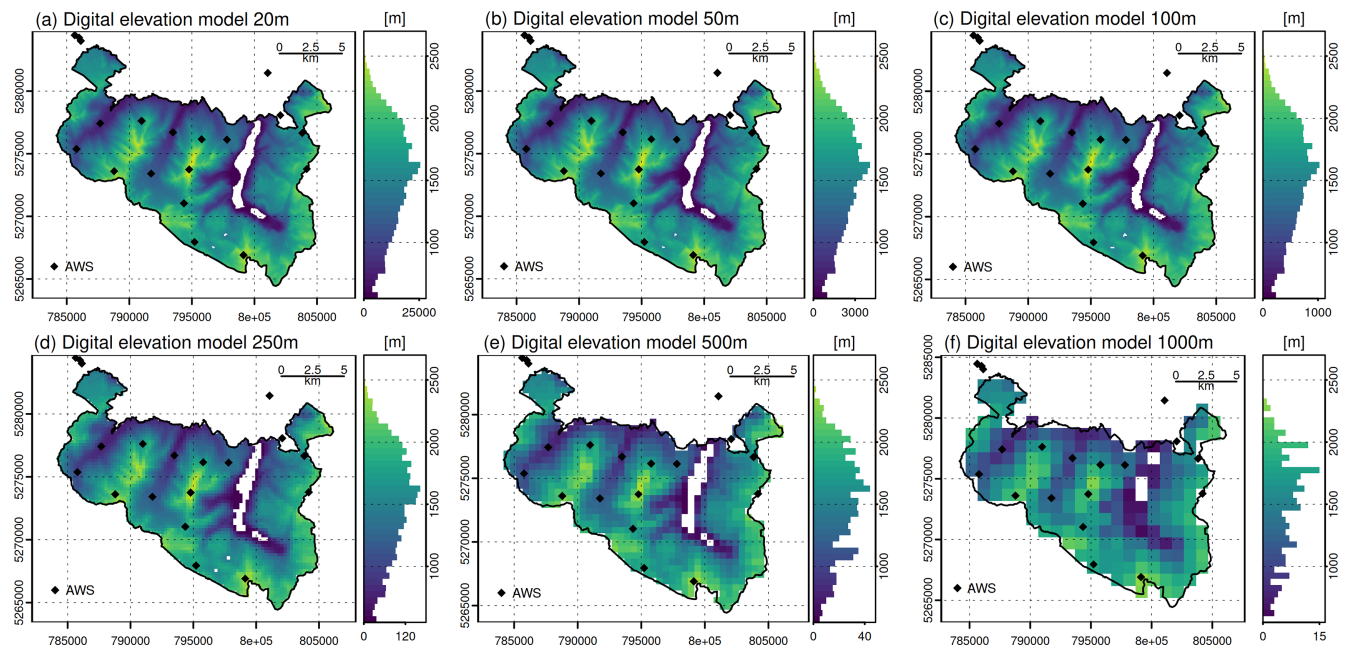 (a) Digital elevation model 20m [m]
0 2.5 5
km
5265000 5270000 5275000 5280000
1000 1500 2000 2500
AWS
785000 790000 795000 8e+05 805000
0 25000
(b) Digital elevation model 50m [m]
0 2.5 5
km
5265000 5270000 5275000 5280000
1000 1500 2000 2500
AWS
785000 790000 795000 8e+05 805000
0 3000
(c) Digital elevation model 100m [m]
0 2.5 5
km
5265000 5270000 5275000 5280000
1000 1500 2000 2500
AWS
785000 790000 795000 8e+05 805000
0 1000
(d) Digital elevation model 250m [m]
0 2.5 5
km
5265000 5270000 5275000 5280000
1000 1500 2000 2500
AWS
785000 790000 795000 8e+05 805000
0 120
(e) Digital elevation model 500m [m]
0 2.5 5
km
5265000 5270000 5275000 5280000
1000 1500 2000 2500
AWS
785000 790000 795000 8e+05 805000
0 40
(f) Digital elevation model 1000m [m]
0 2.5 5
km
5265000 5270000 5275000 5280000 5285000
1000 1500 2000 2500
AWS
785000 790000 795000 8e+05 805000
0 15